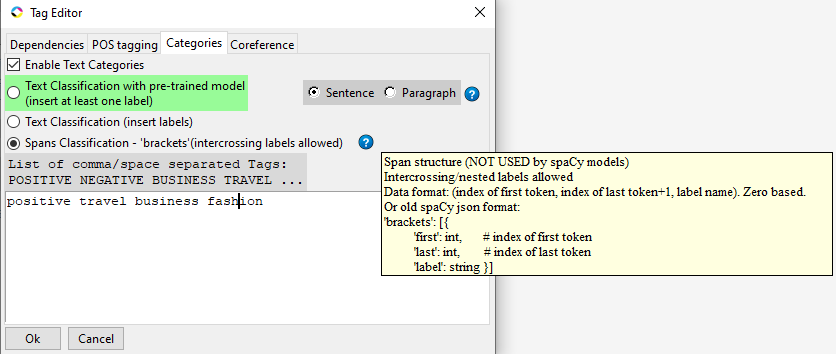 Tag Editor
Dependencies POS tagging Categories Coreference
Enable Text Categories
Text Classification with pre-trained model
(insert at least one label)
Sentence Paragraph ?
Text Classification (insert labels)
Spans Classification - 'brackets'(intercrossing labels allowed) ?
List of comma/space separated Tags:
POSITIVE NEGATIVE BUSINESS TRAVEL ...
positive travel business fashion
Span structure (NOT USED by spaCy models)
Intercrossing/nested labels allowed
Data format: (index of first token, index of last token+1, label name). Zero based.
Or old spaCy json format:
'brackets': [{
'first': int, # index of first token
'last': int, # index of last token
'label': string }]
Ok Cancel